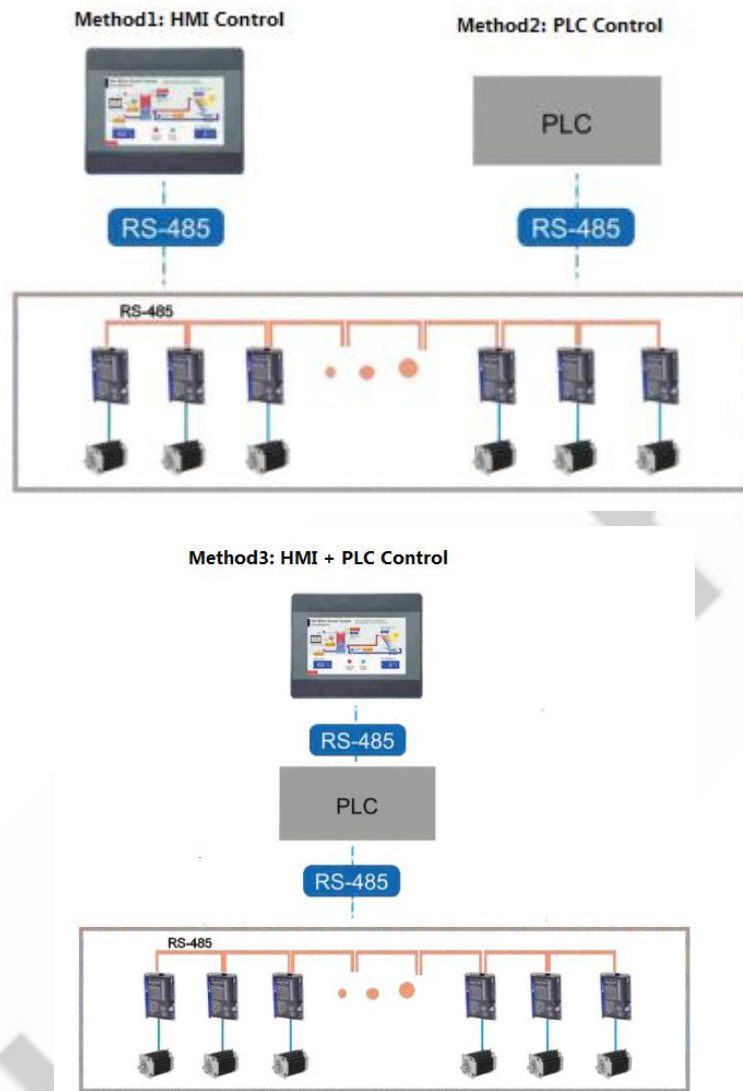 Method1: HMI Control
Method2: PLC Control
PLC
RS-485
RS-485
RS-485
Method3: HMI + PLC Control
RS-485
PLC
RS-485
RS-485